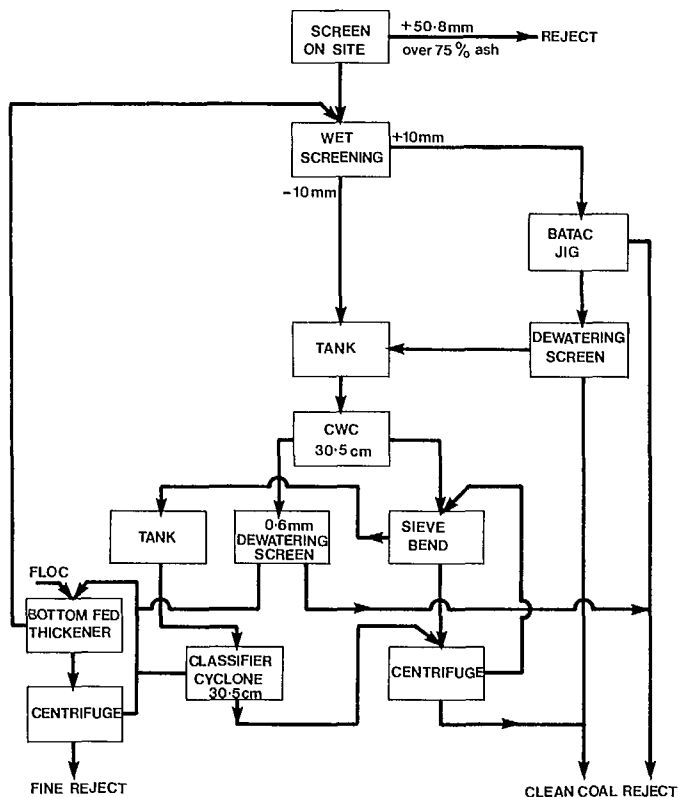 SCREEN
ON SITE
+50·8mm
over 75% ash
REJECT
WET
SCREENING
+10mm
-10mm
BATAC
JIG
TANK
DEWATERING
SCREEN
CWC
30·5cm
TANK
0·6mm
DEWATERING
SCREEN
SIEVE
BEND
FLOC
BOTTOM FED
THICKENER
CLASSIFIER
CYCLONE
30·5cm
CENTRIFUGE
CENTRIFUGE
FINE REJECT
CLEAN COAL
REJECT